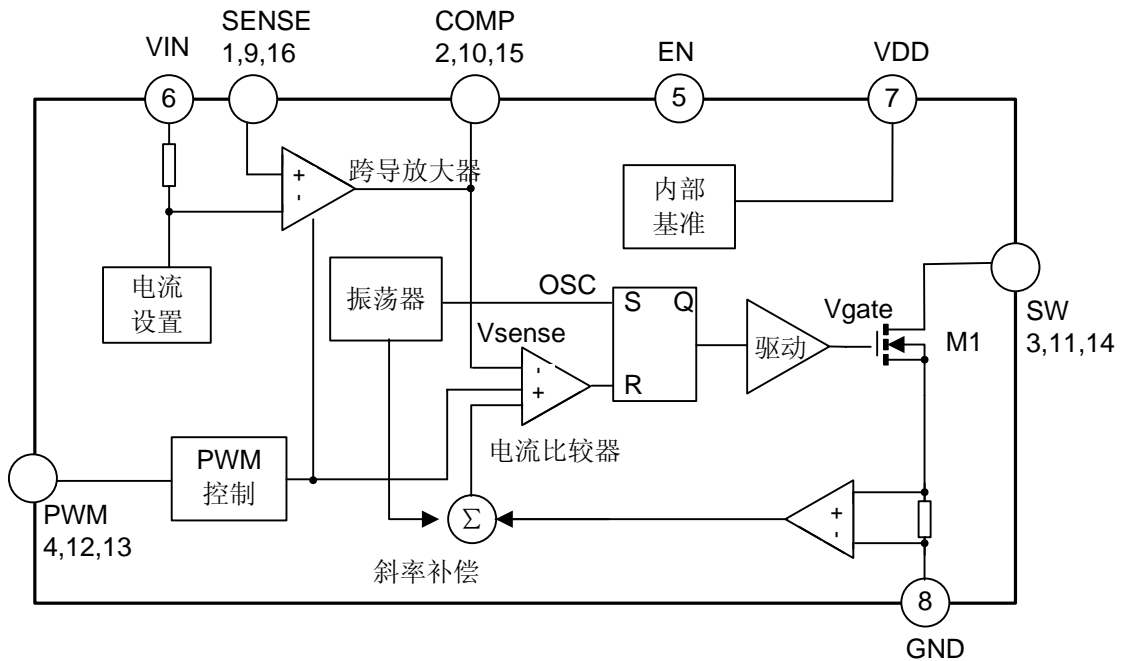 SENSE
1,9,16
COMP
2,10,15
VIN
EN
VDD
6
5
7
+
-
跨导放大器
内部
基准
电流
设置
振荡器
OSC
S
Q
R
Vsense
-
+
电流比较器
驱动
Vgate
M1
SW
3,11,14
PWM
控制
PWM
4,12,13
Σ
斜率补偿
+
-
8
GND